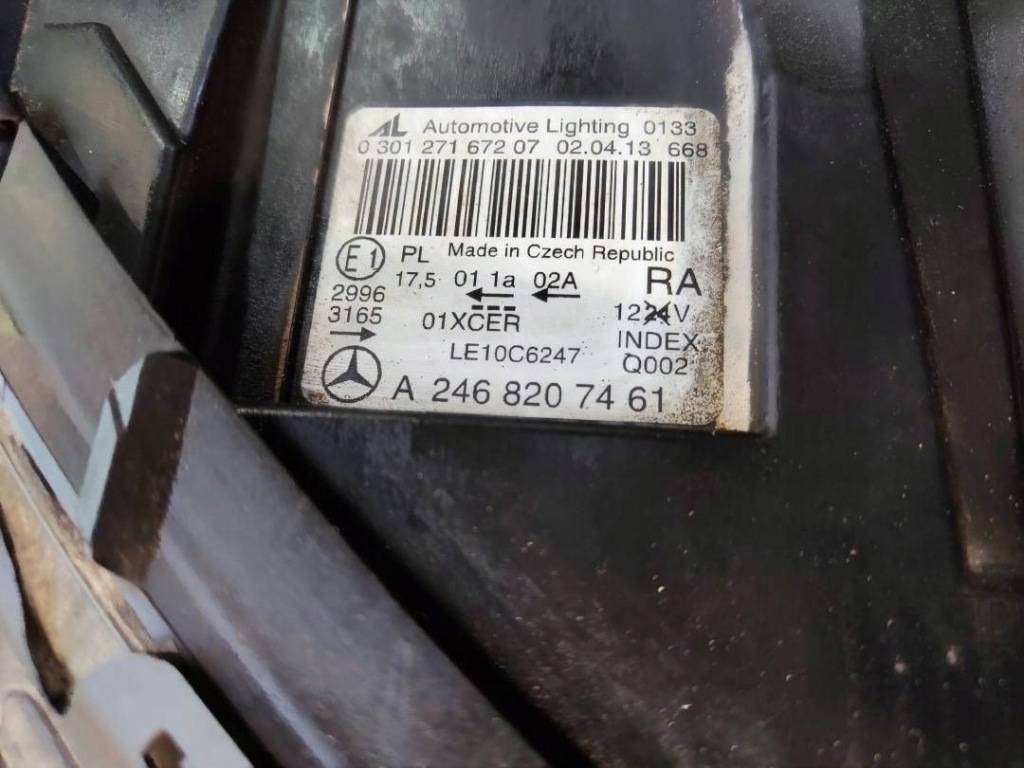 AL Automotive Lighting 0133
0 301 271 672 07 02.04.13 668
E1 PL Made in Czech Republic
17,5 01 1a 02A RA
2996
3165 01XCER 1224V
LE10C6247 INDEX
Q002
A 246 820 74 61